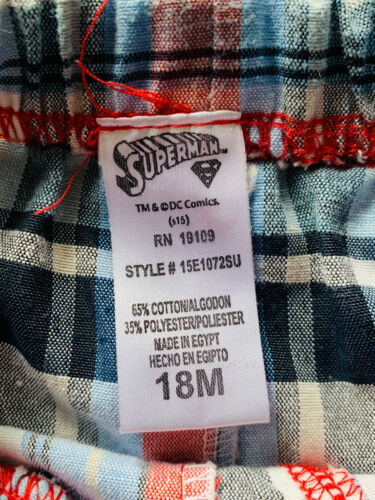 SUPERMAN™
TM & ©DC Comics.
(s15)
RN 19109
STYLE # 15E1072SU
65% COTTON/ALGODON
35% POLYESTER/POLIESTER
MADE IN EGYPT
HECHO EN EGIPTO
18M